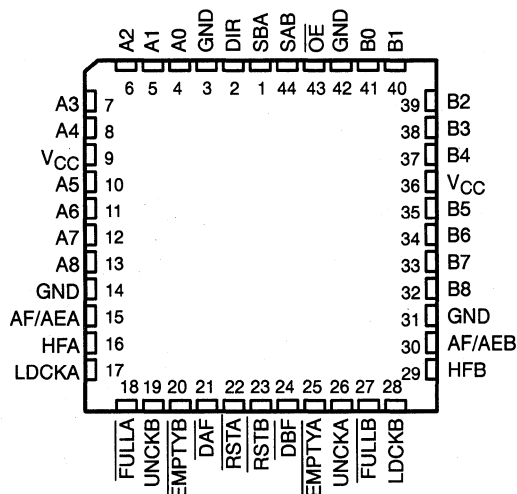 A2 A1 A0 GND DIR SBA SAB OE GND B0 B1
6 5 4 3 2 1 44 43 42 41 40
A3 7 39 B2
A4 8 38 B3
VCC 9 37 B4
A5 10 36 VCC
A6 11 35 B5
A7 12 34 B6
A8 13 33 B7
GND 14 32 B8
AF/AEA 15 31 GND
HFA 16 30 AF/AEB
LDCKA 17 29 HFB
18 19 20 21 22 23 24 25 26 27 28
FULLA UNCKB EMPTYB DAF RSTA RSTB DBF EMPTYA UNCKA FULLB LDCKB